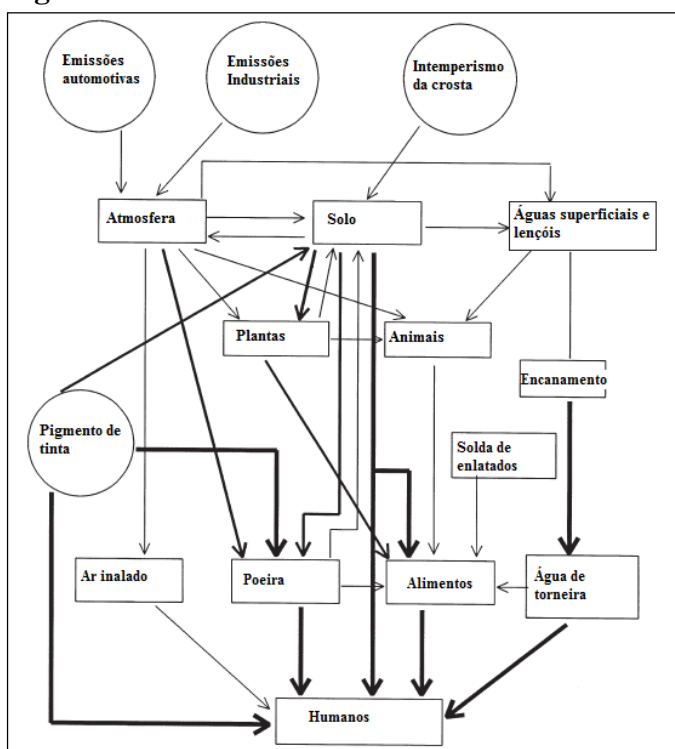 Emissões
automotivas
Emissões
Industriais
Intemperismo
da crosta
Atmosfera
Solo
Águas superficiais e
lençóis
Plantas
Animais
Encanamento
Pigmento de
tinta
Solda de
enlatados
Ar inalado
Poeira
Alimentos
Água de
torneira
Humanos